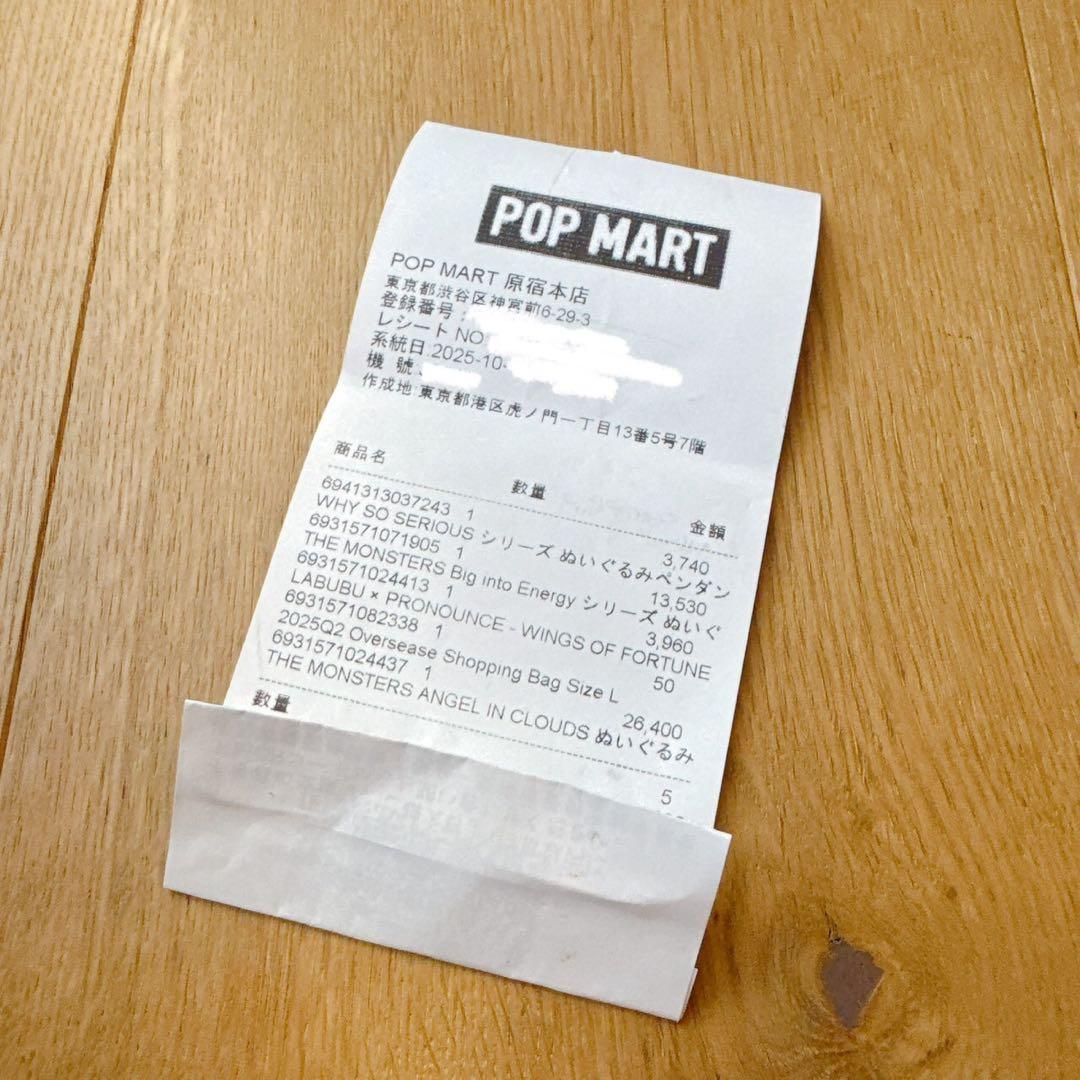 POP MART
POP MART 原宿本店
東京都渋谷区神宮前6-29-3
登録番号:
レシート NO
系統日:2025-10-
機 號:
作成地:東京都港区虎ノ門一丁目13番5号7階
商品名 数量 金額
6941313037243 1 3,740
WHY SO SERIOUS シリーズ ぬいぐるみペンダン
6931571071905 1 13,530
THE MONSTERS Big into Energy シリーズ ぬいぐ
6931571024413 1 3,960
LABUBU × PRONOUNCE - WINGS OF FORTUNE
6931571082338 1 50
2025Q2 Oversease Shopping Bag Size L
6931571024437 1 26,400
THE MONSTERS ANGEL IN CLOUDS ぬいぐるみ
数量 5